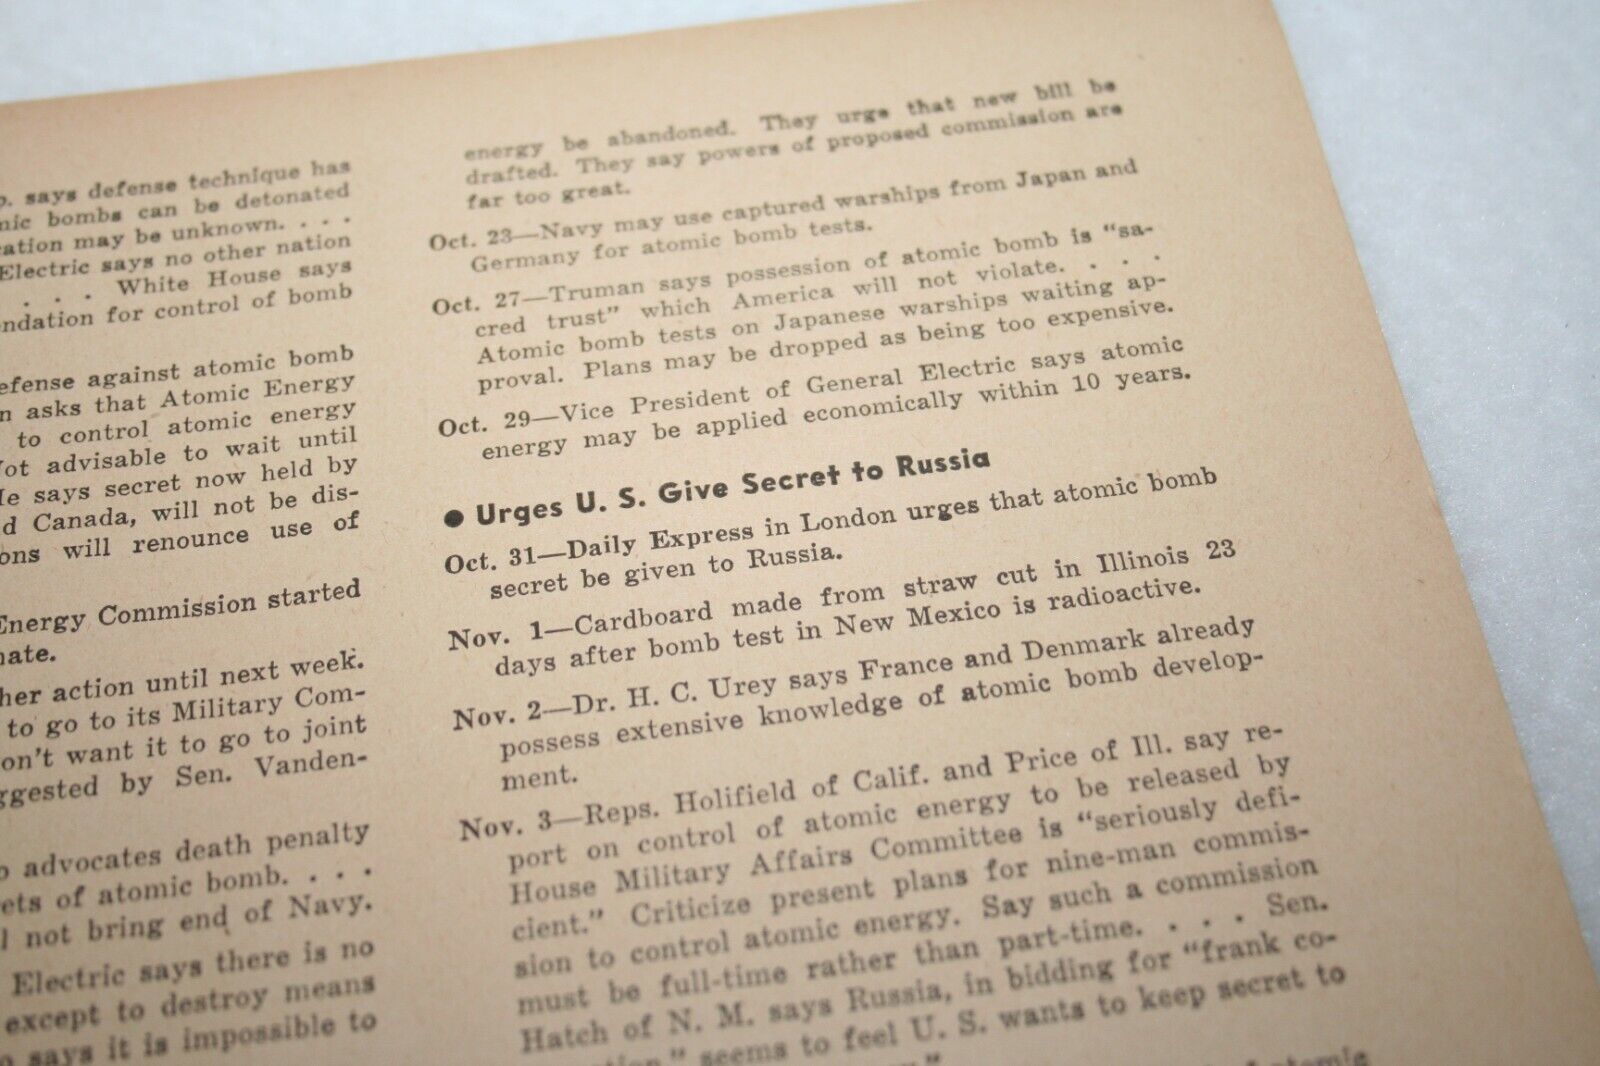 says defense technique has
bombs can be detonated
may be unknown. . . .
Electric says no other nation
. . . . White House says
for control of bomb
against atomic bomb
asks that Atomic Energy
to control atomic energy
advisable to wait until
says secret now held by
Canada, will not be dis-
will renounce use of
Energy Commission started
action until next week.
to go to its Military Com-
want it to go to joint
by Sen. Vanden-
advocates death penalty
of atomic bomb. . . .
not bring end of Navy.
Electric says there is no
except to destroy means
says it is impossible to
energy be abandoned. They urge that new bill be
drafted. They say powers of proposed commission are
far too great.
Oct. 23—Navy may use captured warships from Japan and
Germany for atomic bomb tests.
Oct. 27—Truman says possession of atomic bomb is "sa-
cred trust" which America will not violate. . . .
Atomic bomb tests on Japanese warships waiting ap-
proval. Plans may be dropped as being too expensive.
Oct. 29—Vice President of General Electric says atomic
energy may be applied economically within 10 years.
● Urges U. S. Give Secret to Russia
Oct. 31—Daily Express in London urges that atomic bomb
secret be given to Russia.
Nov. 1—Cardboard made from straw cut in Illinois 23
days after bomb test in New Mexico is radioactive.
Nov. 2—Dr. H. C. Urey says France and Denmark already
possess extensive knowledge of atomic bomb develop-
ment.
Nov. 3—Reps. Holifield of Calif. and Price of Ill. say re-
port on control of atomic energy to be released by
House Military Affairs Committee is "seriously defi-
cient." Criticize present plans for nine-man commis-
sion to control atomic energy. Say such a commission
must be full-time rather than part-time. . . . Sen.
Hatch of N. M. says Russia, in bidding for "frank co-
seems to feel U. S. wants to keep secret to